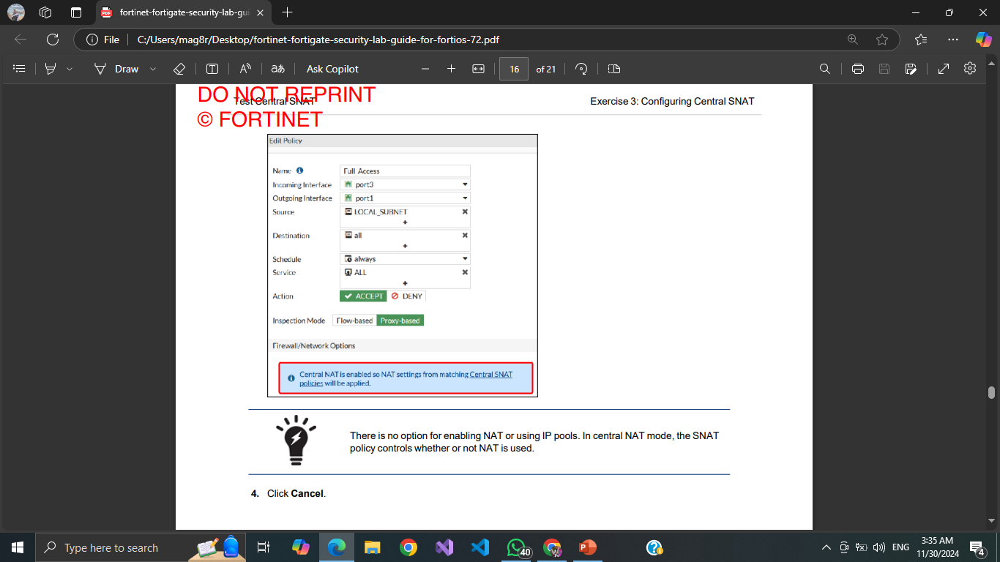 fortinet-fortigate-security-lab-gui
File
C:/Users/mag8r/Desktop/fortinet-fortigate-security-lab-guide-for-fortios-72.pdf
Draw
Ask Copilot
16 of 21
DO NOT REPRINT
© FORTINET
Test Central SNAT
Exercise 3: Configuring Central SNAT
Edit Policy
Name Full Access
Incoming Interface port3
Outgoing Interface port1
Source LOCAL_SUBNET
Destination all
Schedule always
Service ALL
Action ACCEPT DENY
Inspection Mode Flow-based Proxy-based
Firewall/Network Options
Central NAT is enabled so NAT settings from matching Central SNAT
policies will be applied.
There is no option for enabling NAT or using IP pools. In central NAT mode, the SNAT
policy controls whether or not NAT is used.
4. Click Cancel.
Type here to search
40
ENG
3:35 AM
11/30/2024
4